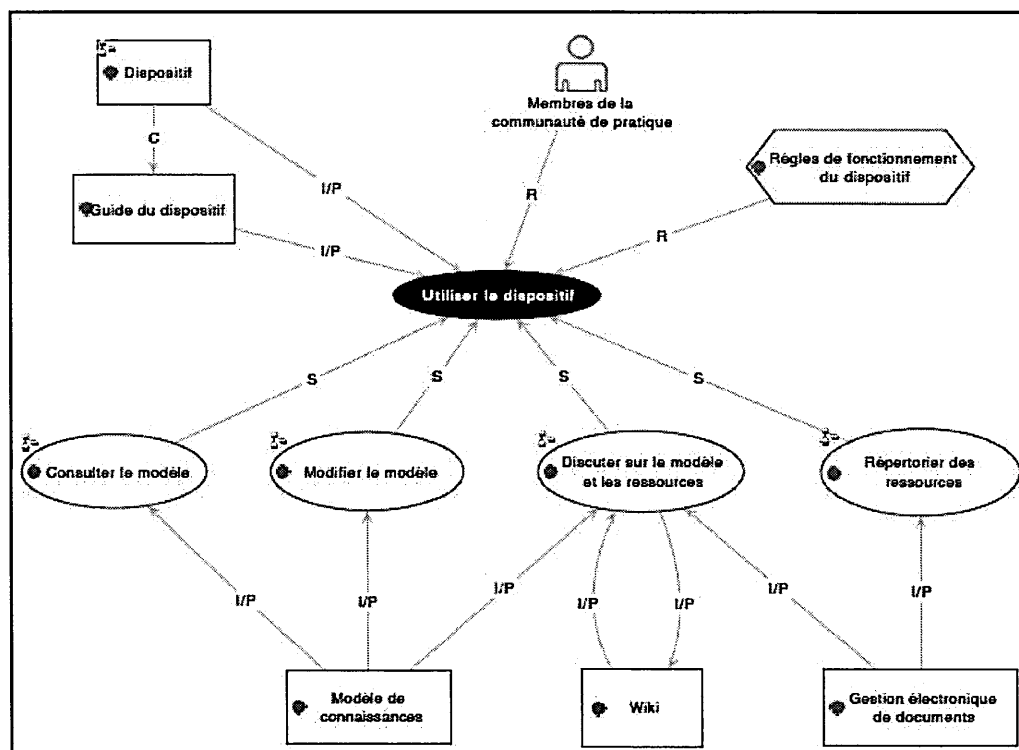 Dispositif
Membres de la
communauté de pratique
C
Règles de fonctionnement
du dispositif
I/P
Guide du dispositif
R
I/P
R
Utiliser le dispositif
S
S
S
S
Consulter le modèle
Modifier le modèle
Discuter sur le modèle
et les ressources
Répertorier des
ressources
I/P
I/P
I/P
I/P
I/P
I/P
I/P
Modèle de
connaissances
Wiki
Gestion électronique
de documents